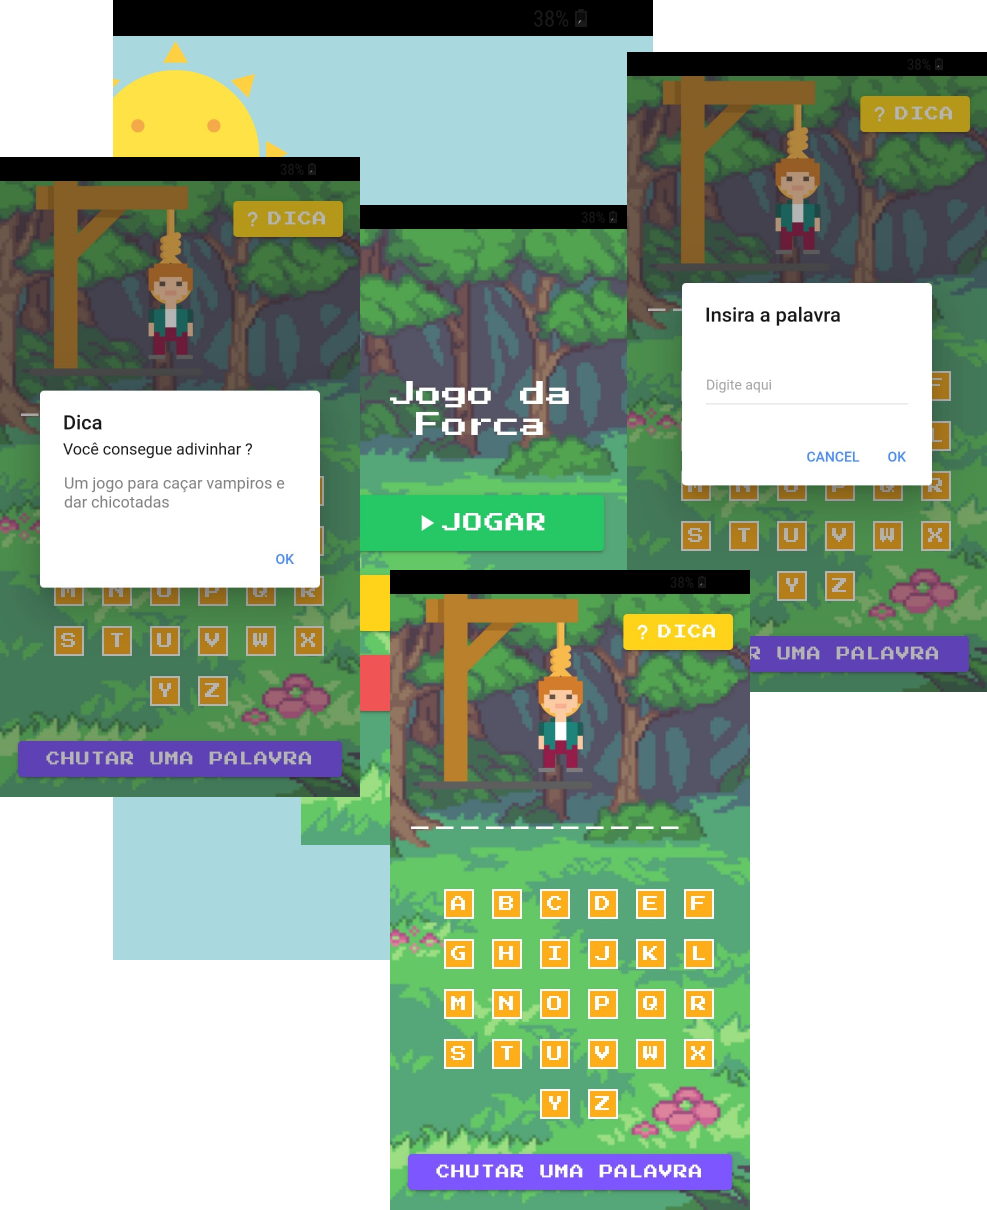 38%
38%
? DICA
38%
? DICA
38%
Jogo da
Forca
JOGAR
Insira a palavra
Digite aqui
CANCEL OK
F
L
M N O P Q R
S T U V W X
Y Z
R UMA PALAVRA
Dica
Você consegue adivinhar ?
Um jogo para caçar vampiros e
dar chicotadas
OK
M N O P Q R
S T U V W X
Y Z
CHUTAR UMA PALAVRA
38%
? DICA
A B C D E F
G H I J K L
M N O P Q R
S T U V W X
Y Z
CHUTAR UMA PALAVRA